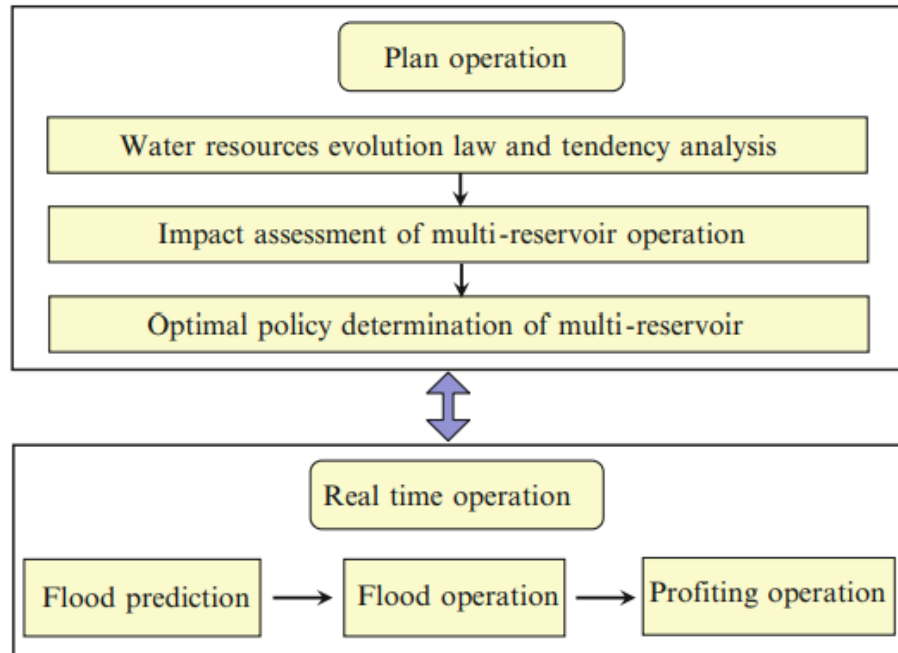 Plan operation
Water resources evolution law and tendency analysis
Impact assessment of multi-reservoir operation
Optimal policy determination of multi-reservoir
Real time operation
Flood prediction
Flood operation
Profiting operation